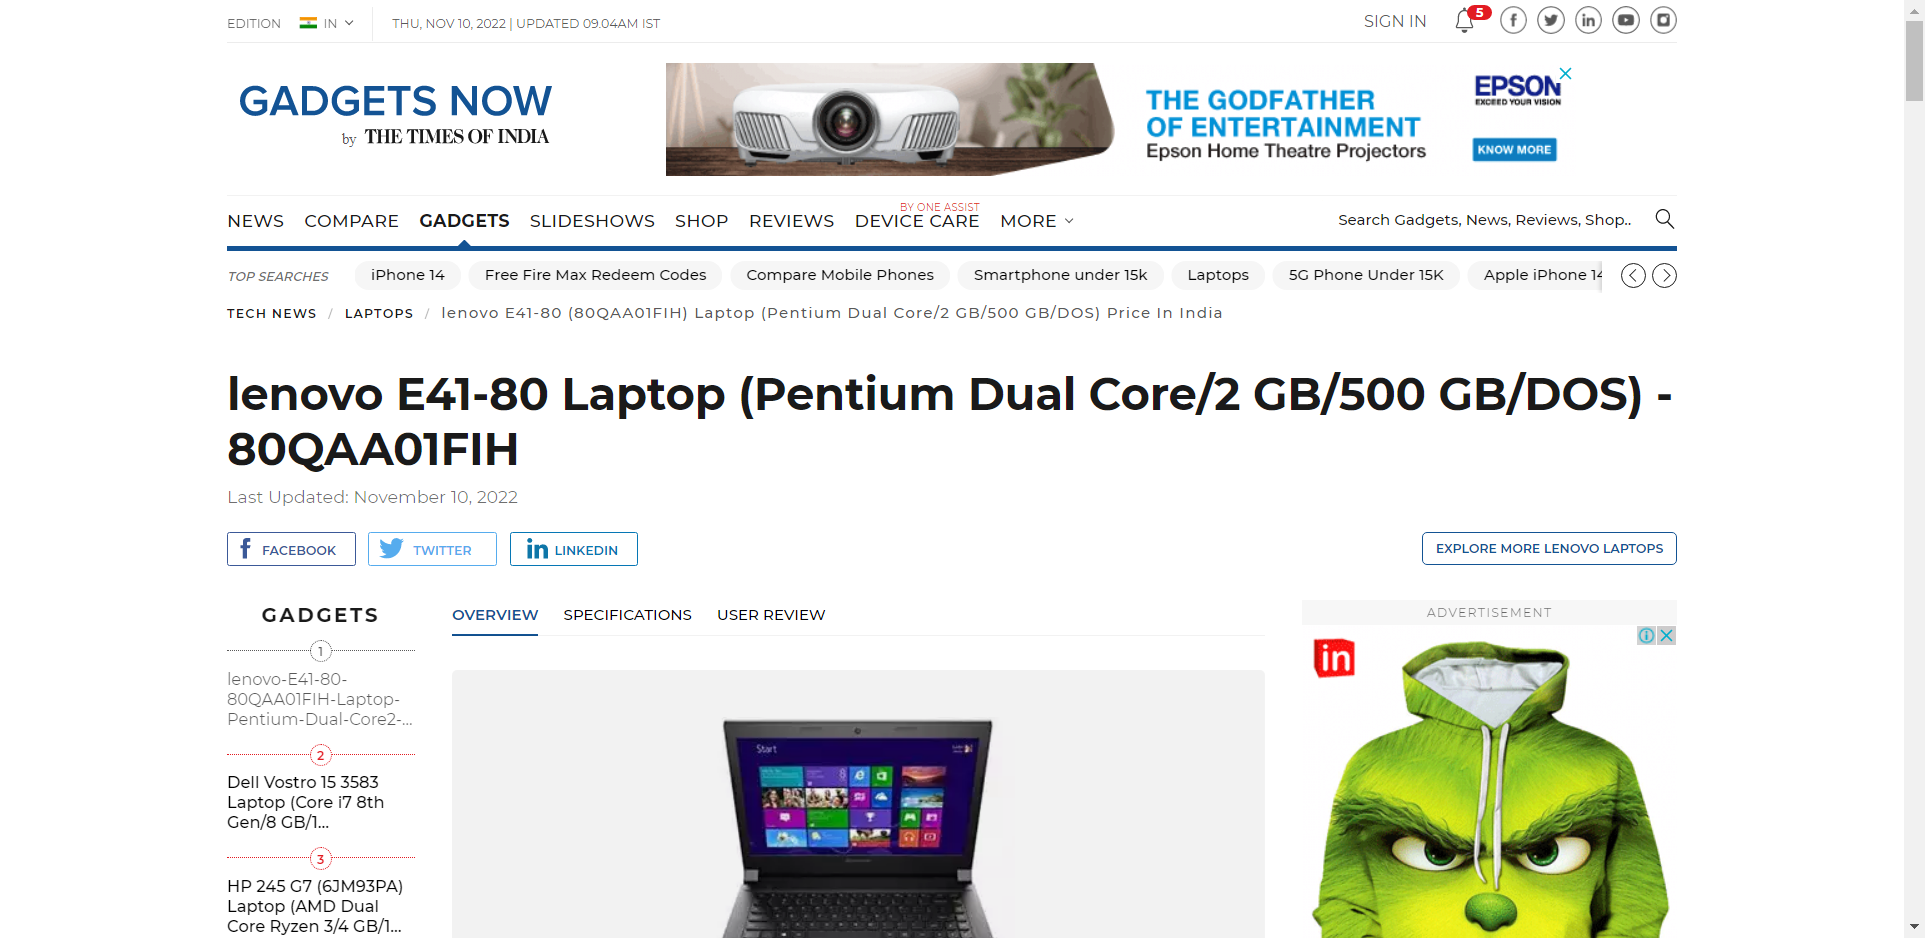 EDITION IN THU, NOV 10, 2022 | UPDATED 09.04AM IST SIGN IN 5
GADGETS NOW
by THE TIMES OF INDIA
THE GODFATHER
OF ENTERTAINMENT
Epson Home Theatre Projectors
EPSON
EXCEED YOUR VISION
KNOW MORE
BY ONE ASSIST
NEWS COMPARE GADGETS SLIDESHOWS SHOP REVIEWS DEVICE CARE MORE Search Gadgets, News, Reviews, Shop..
TOP SEARCHES iPhone 14 Free Fire Max Redeem Codes Compare Mobile Phones Smartphone under 15k Laptops 5G Phone Under 15K Apple iPhone 14
TECH NEWS / LAPTOPS / lenovo E41-80 (80QAA01FIH) Laptop (Pentium Dual Core/2 GB/500 GB/DOS) Price In India
lenovo E41-80 Laptop (Pentium Dual Core/2 GB/500 GB/DOS) -
80QAA01FIH
Last Updated: November 10, 2022
FACEBOOK TWITTER LINKEDIN EXPLORE MORE LENOVO LAPTOPS
GADGETS
1
lenovo-E41-80-
80QAA01FIH-Laptop-
Pentium-Dual-Core2-...
2
Dell Vostro 15 3583
Laptop (Core i7 8th
Gen/8 GB/1...
3
HP 245 G7 (6JM93PA)
Laptop (AMD Dual
Core Ryzen 3/4 GB/1...
OVERVIEW SPECIFICATIONS USER REVIEW
Start
ADVERTISEMENT
in